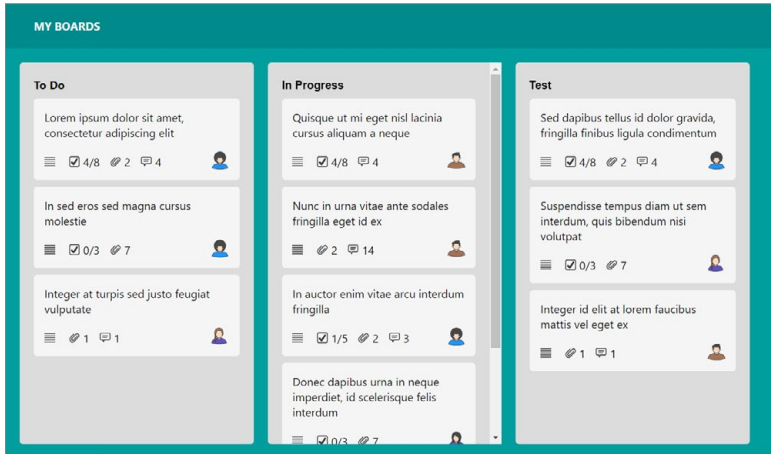 MY BOARDS
To Do
Lorem ipsum dolor sit amet,
consectetur adipiscing elit
4/8 2 4
In sed eros sed magna cursus
molestie
0/3 7
Integer at turpis sed justo feugiat
vulputate
1 1
In Progress
Quisque ut mi eget nisl lacinia
cursus aliquam a neque
4/8 4
Nunc in urna vitae ante sodales
fringilla eget id ex
2 14
In auctor enim vitae arcu interdum
fringilla
1/5 2 3
Donec dapibus urna in neque
imperdiet, id scelerisque felis
interdum
0/3 7
Test
Sed dapibus tellus id dolor gravida,
fringilla finibus ligula condimentum
4/8 2 4
Suspendisse tempus diam ut sem
interdum, quis bibendum nisi
volutpat
0/3 7
Integer id elit at lorem faucibus
mattis vel eget ex
1 1